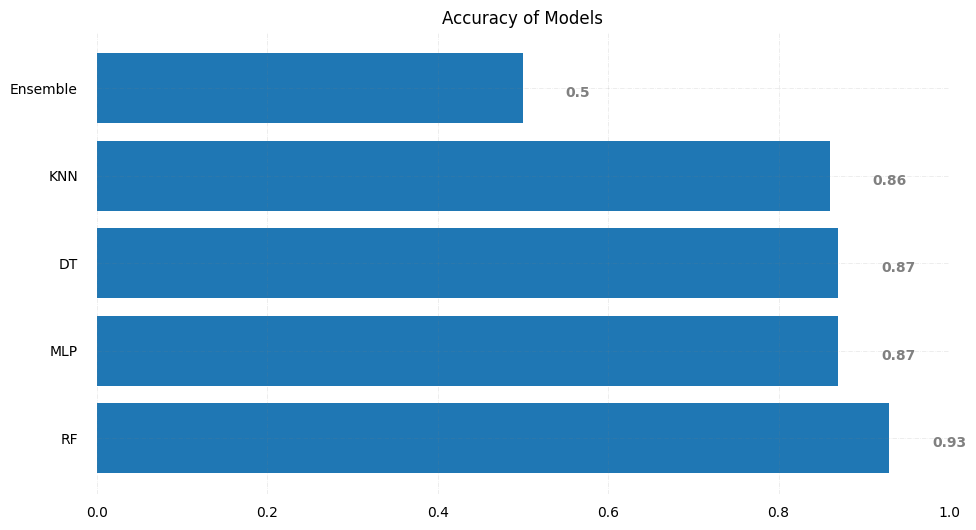 Accuracy of Models
Ensemble 0.5
KNN 0.86
DT 0.87
MLP 0.87
RF 0.93
0.0 0.2 0.4 0.6 0.8 1.0